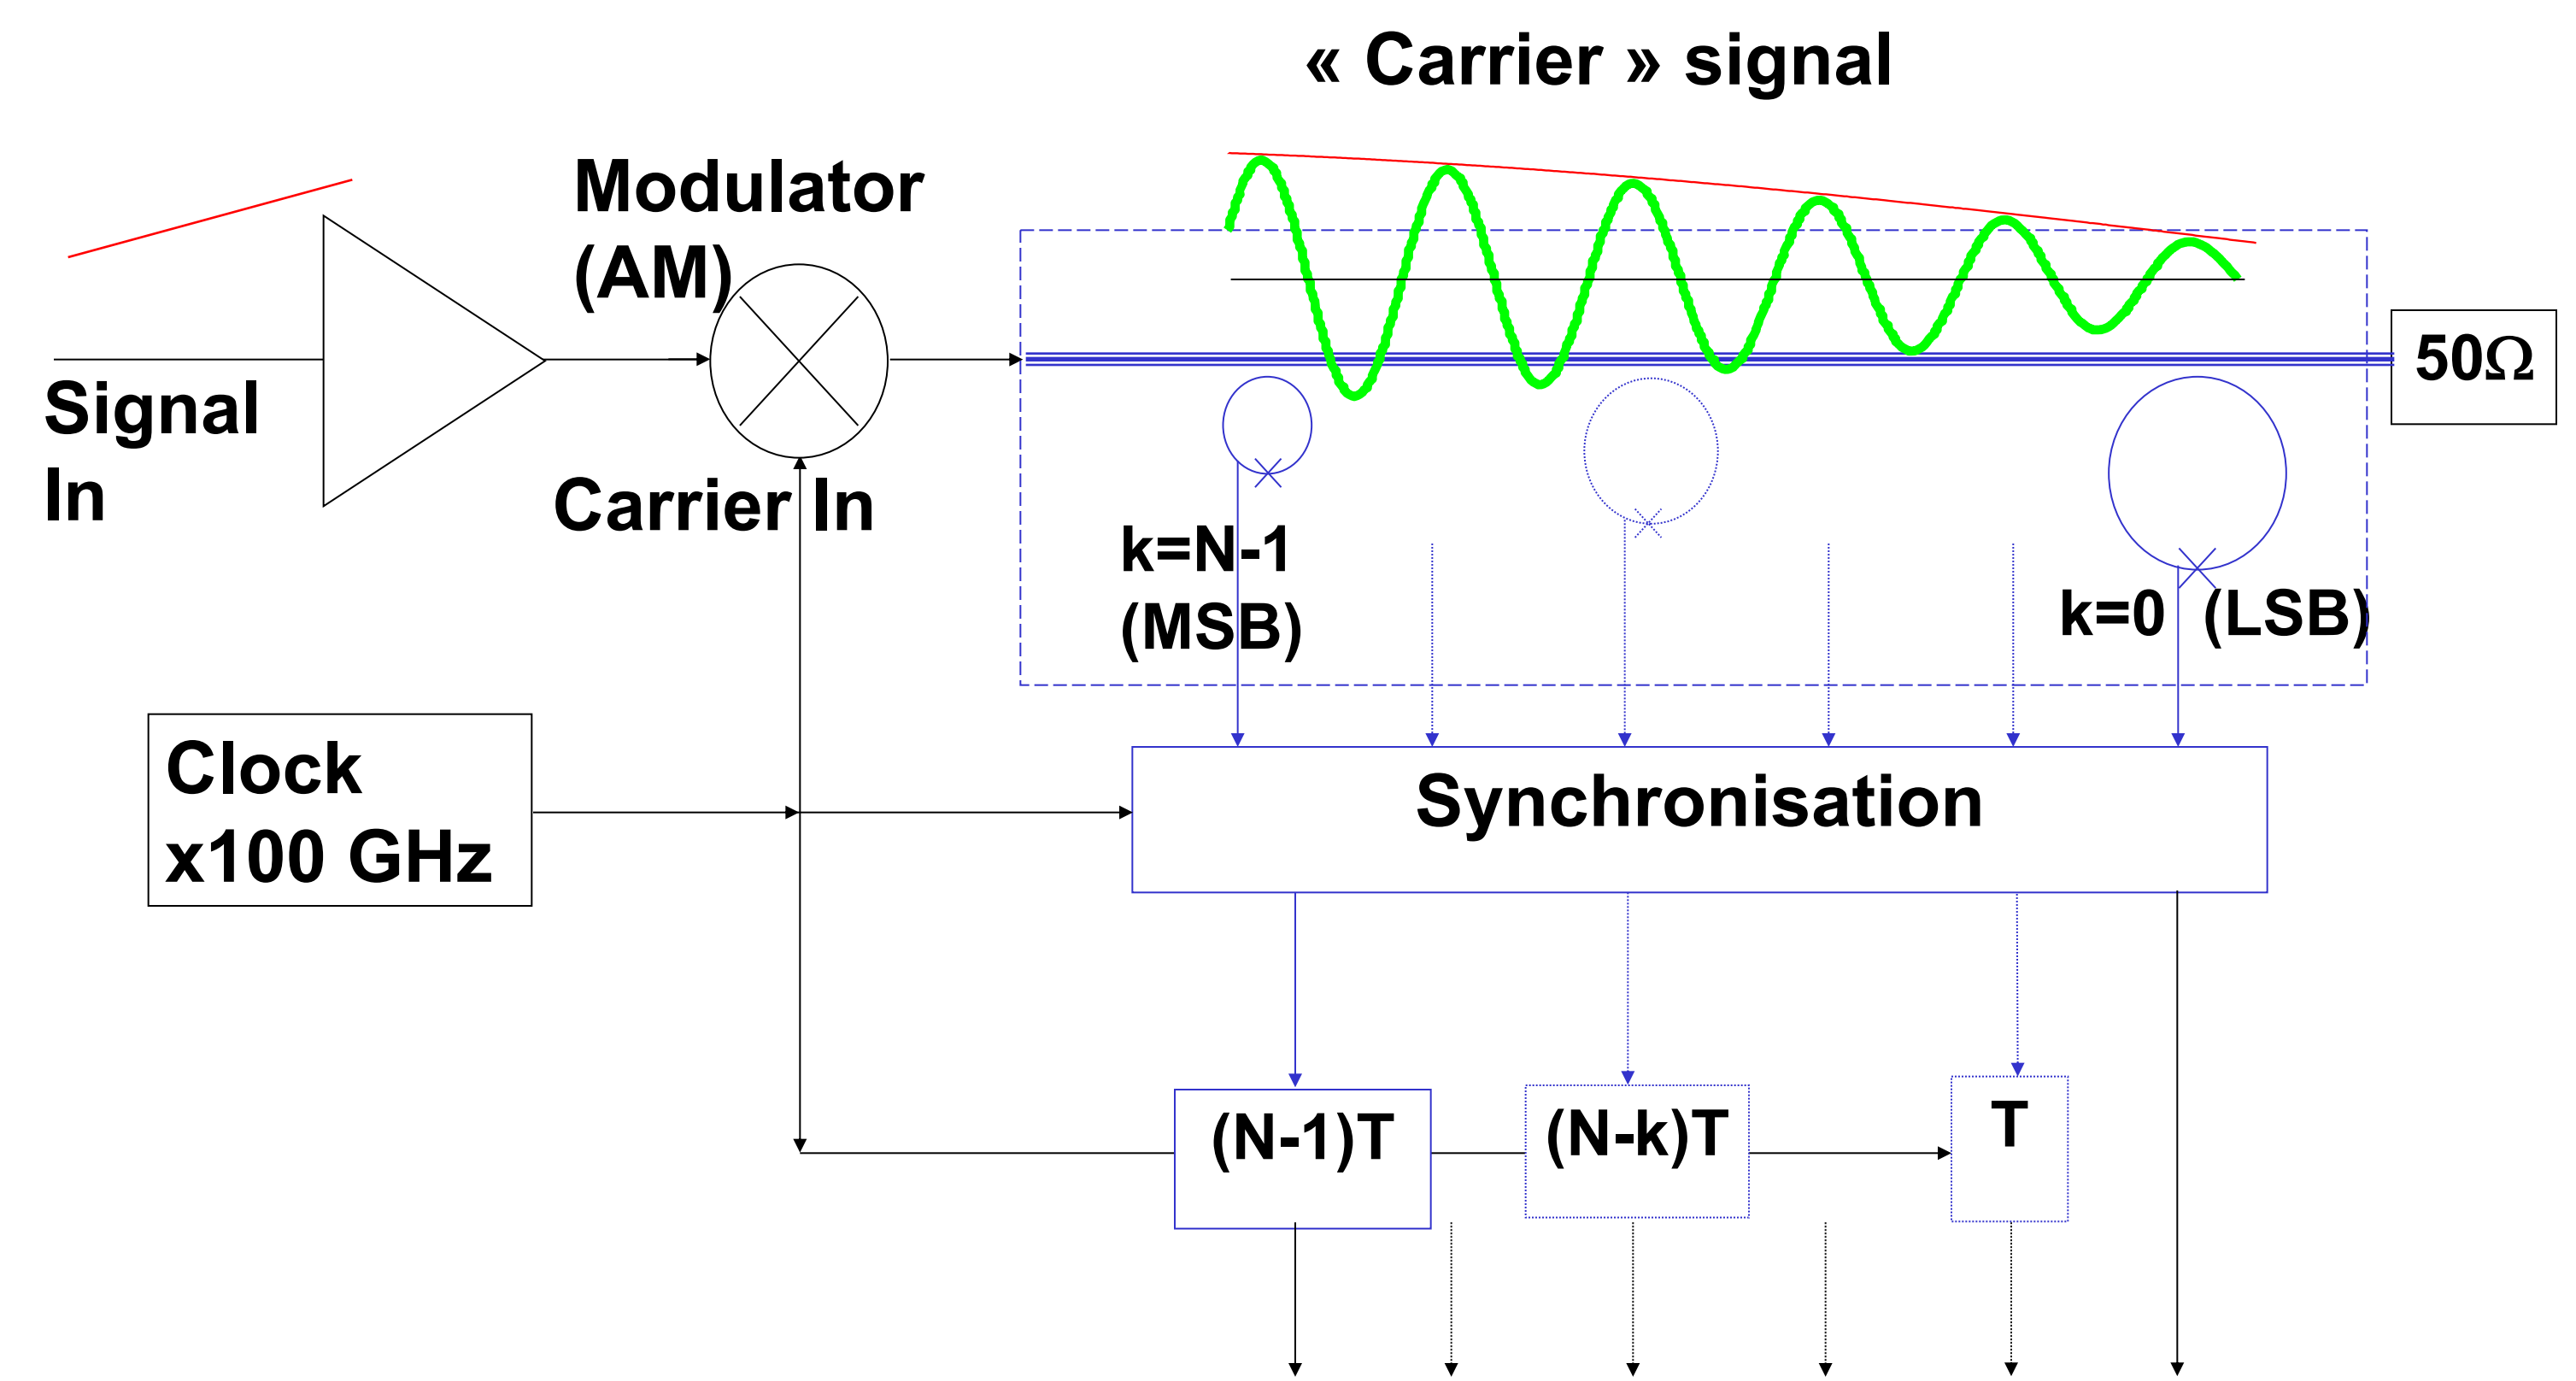 « Carrier » signal
Modulator
(AM)
50Ω
Signal
In
Carrier In
k=N-1
(MSB)
k=0 (LSB)
Clock
x100 GHz
Synchronisation
(N-1)T
(N-k)T
T